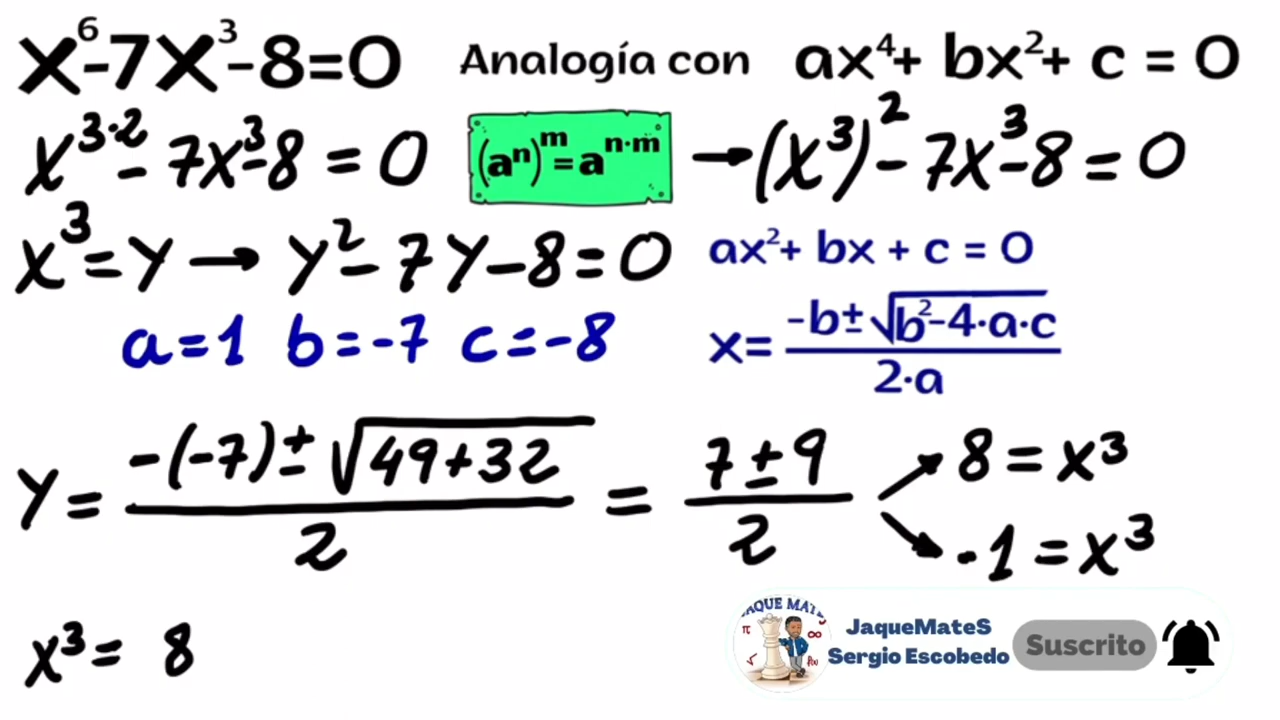 x⁶-7x³-8=0 Analogía con ax⁴+ bx²+ c = 0
x³·²- 7x³-8 = 0 (aⁿ)ᵐ=aⁿ·ᵐ → (x³)²- 7x³-8 = 0
x³=y → y²-7y-8=0 ax²+ bx + c = 0
a=1 b=-7 c=-8 x= -b±√b²-4·a·c / 2·a
y= -(-7)±√49+32 / 2 = 7±9 / 2 ↗ 8=x³
↘ -1=x³
x³= 8
JAQUE MATES
π ∞ √ f(x)
JaqueMateS
Sergio Escobedo
Suscrito